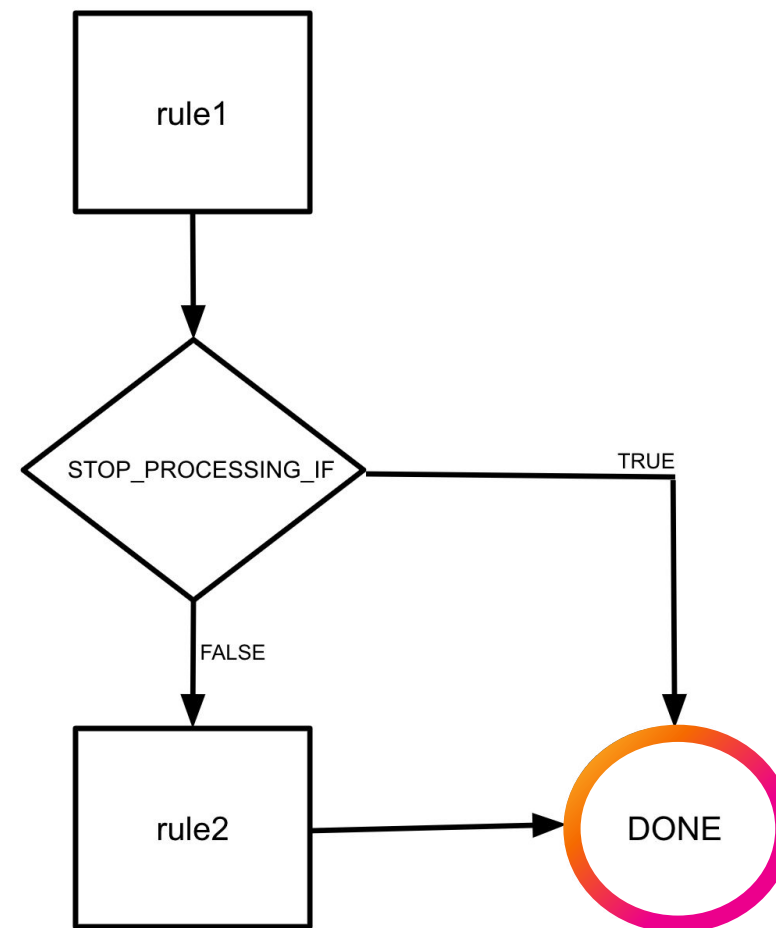 rule1
STOP_PROCESSING_IF
TRUE
FALSE
rule2
DONE